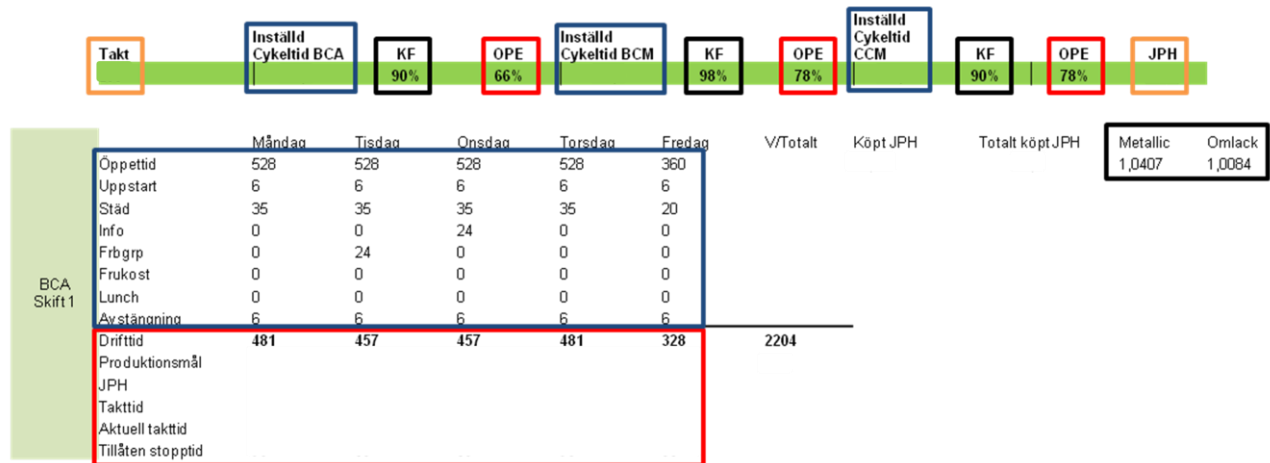 Takt Inställd Cykeltid BCA KF OPE Inställd Cykeltid BCM KF OPE Inställd Cykeltid CCM KF OPE JPH
90% 66% 98% 78% 90% 78%
Måndag Tisdag Onsdag Torsdag Fredag V/Totalt Köpt JPH Totalt köpt JPH Metallic Omlack
Öppettid 528 528 528 528 360 1,0407 1,0084
Uppstart 6 6 6 6 6
Städ 35 35 35 35 20
Info 0 0 24 0 0
Frbgrp 0 24 0 0 0
Frukost 0 0 0 0 0
BCA Skift 1
Lunch 0 0 0 0 0
Avstängning 6 6 6 6 6
Drifttid 481 457 457 481 328 2204
Produktionsmål
JPH
Takttid
Aktuell takttid
Tillåten stopptid